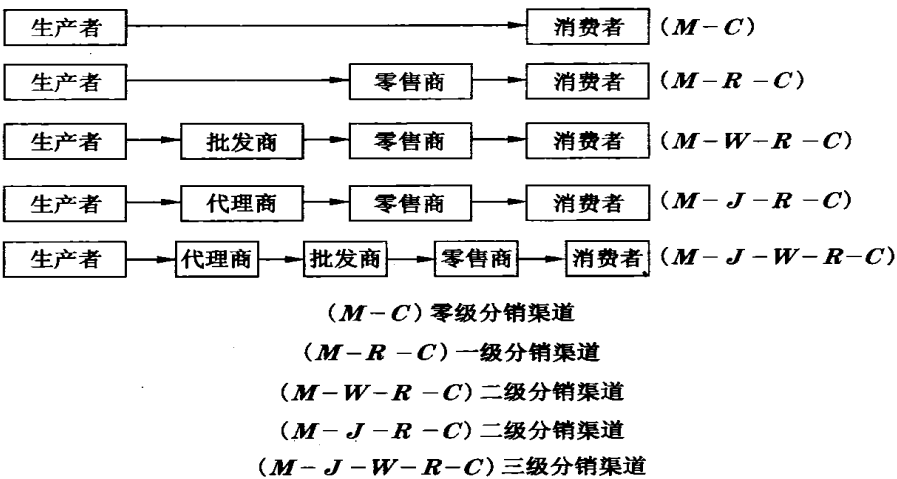 生产者 消费者 (M-C)
生产者 零售商 消费者 (M-R-C)
生产者 批发商 零售商 消费者 (M-W-R-C)
生产者 代理商 零售商 消费者 (M-J-R-C)
生产者 代理商 批发商 零售商 消费者 (M-J-W-R-C)
(M-C)零级分销渠道
(M-R-C)一级分销渠道
(M-W-R-C)二级分销渠道
(M-J-R-C)二级分销渠道
(M-J-W-R-C)三级分销渠道